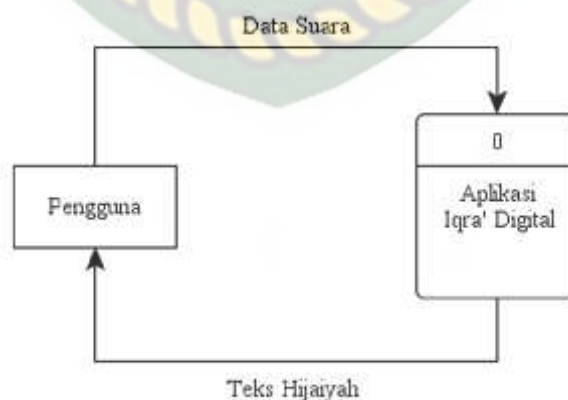 Data Suara
0
Pengguna
Aplikasi
Iqra' Digital
Teks Hijaiyah